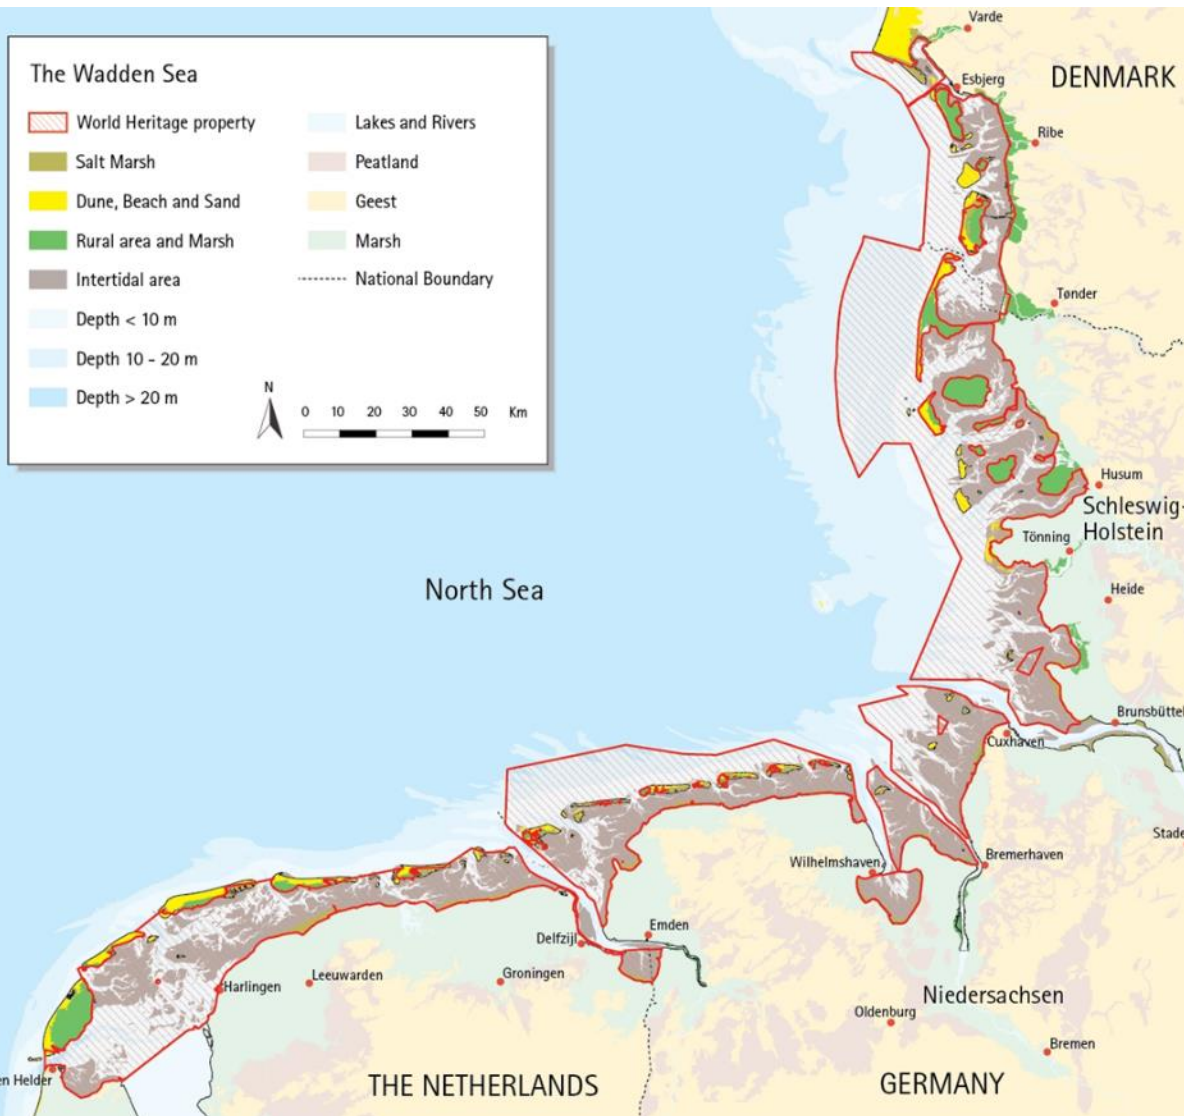 The Wadden Sea
World Heritage property
Salt Marsh
Dune, Beach and Sand
Rural area and Marsh
Intertidal area
Depth < 10 m
Depth 10 - 20 m
Depth > 20 m
Lakes and Rivers
Peatland
Geest
Marsh
National Boundary
N
0 10 20 30 40 50 Km
Varde
Esbjerg
DENMARK
Ribe
Tønder
Husum
Schleswig-
Holstein
Tönning
Heide
North Sea
Brunsbüttel
Cuxhaven
Stade
Wilhelmshaven
Bremerhaven
Emden
Delfzijl
Groningen
Leeuwarden
Harlingen
Niedersachsen
Oldenburg
Bremen
en Helder
THE NETHERLANDS
GERMANY